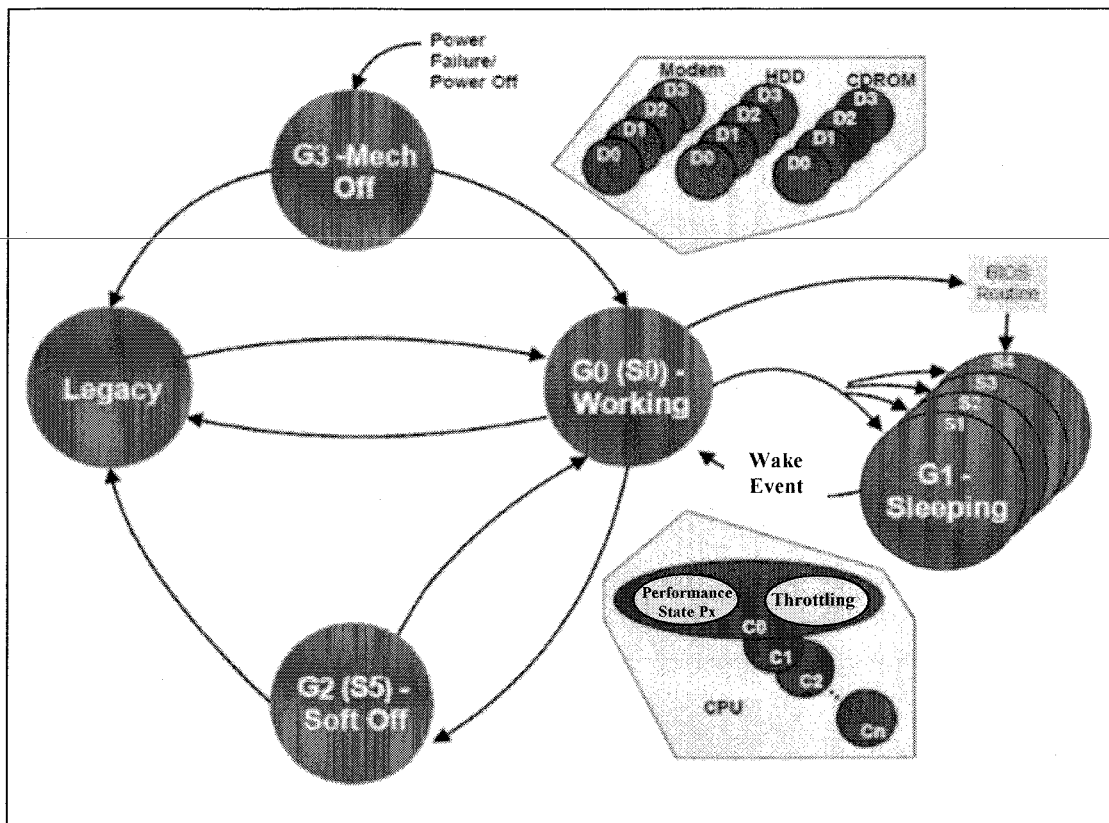 Power
Failure/
Power Off
Modem
HDD
CDROM
D3
D2
D1
D0
D3
D2
D1
D0
D3
D2
D1
D0
G3 -Mech
Off
BIOS
Routine
Legacy
G0 (S0) -
Working
S4
S3
S2
S1
G1 -
Sleeping
Wake
Event
Performance
State Px
Throttling
C0
C1
C2
Cn
CPU
G2 (S5) -
Soft Off